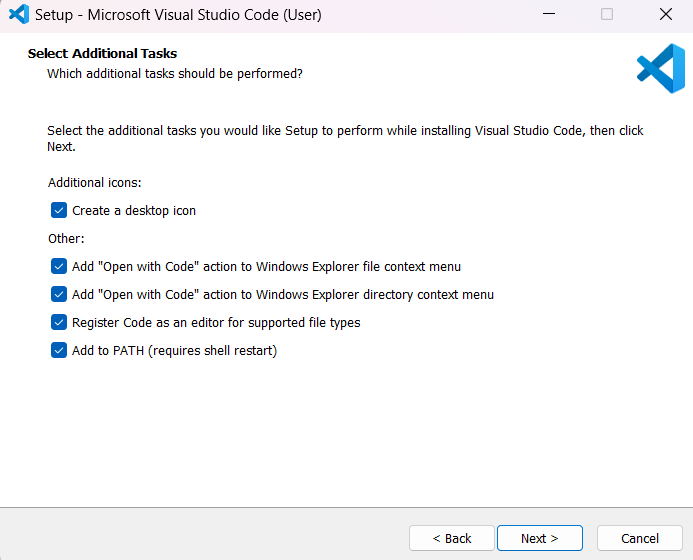 Setup - Microsoft Visual Studio Code (User)
Select Additional Tasks
Which additional tasks should be performed?
Select the additional tasks you would like Setup to perform while installing Visual Studio Code, then click
Next.
Additional icons:
Create a desktop icon
Other:
Add "Open with Code" action to Windows Explorer file context menu
Add "Open with Code" action to Windows Explorer directory context menu
Register Code as an editor for supported file types
Add to PATH (requires shell restart)
< Back
Next >
Cancel